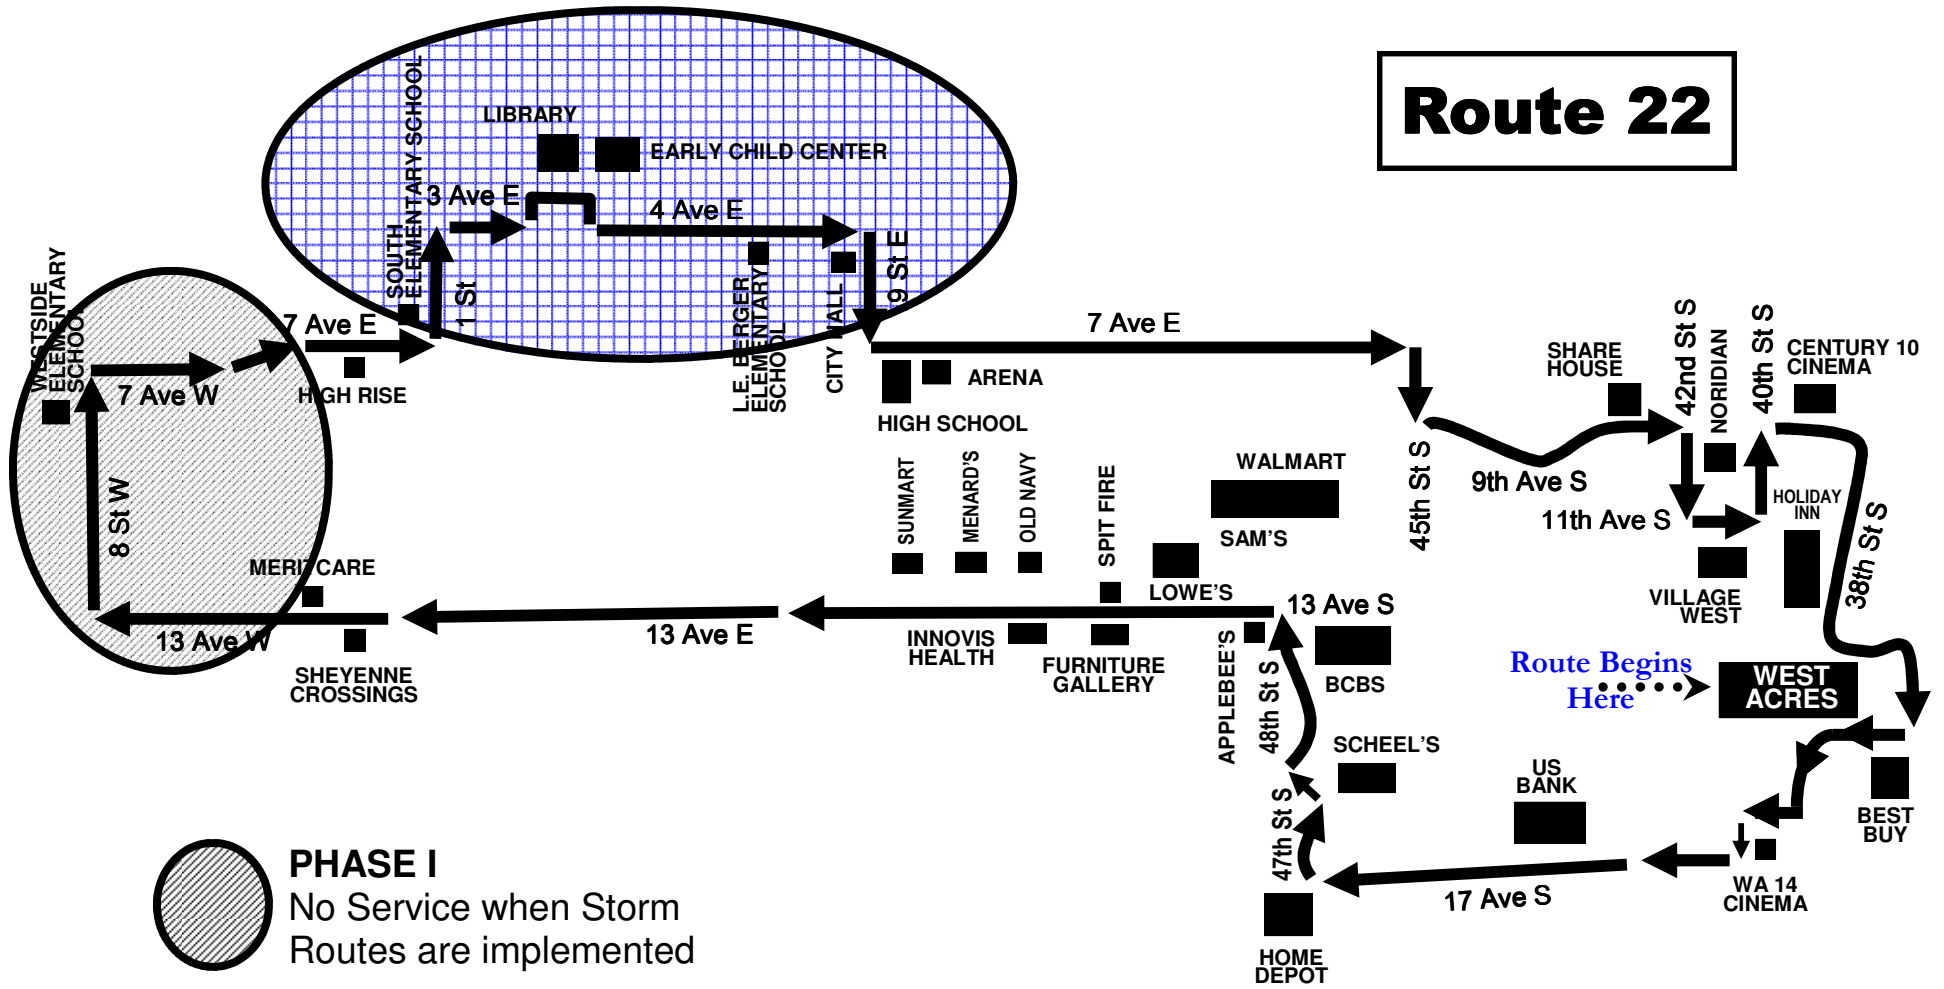 Route 22
LIBRARY
EARLY CHILD CENTER
SOUTH
ELEMENTARY SCHOOL
3 Ave E
4 Ave E
1 St
9 St E
L.E. BERGER
ELEMENTARY
SCHOOL
CITY HALL
WESTSIDE
ELEMENTARY
SCHOOL
7 Ave E
7 Ave W
HIGH RISE
8 St W
7 Ave E
ARENA
HIGH SCHOOL
SHARE
HOUSE
42nd St S
NORIDIAN
40th St S
CENTURY 10
CINEMA
45th St S
9th Ave S
11th Ave S
HOLIDAY
INN
38th St S
VILLAGE
WEST
SUNMART
MENARD'S
OLD NAVY
SPIT FIRE
WALMART
SAM'S
LOWE'S
MERITCARE
13 Ave W
SHEYENNE
CROSSINGS
13 Ave E
INNOVIS
HEALTH
FURNITURE
GALLERY
13 Ave S
APPLEBEE'S
48th St S
BCBS
Route Begins
Here
WEST
ACRES
SCHEEL'S
US
BANK
BEST
BUY
47th St S
17 Ave S
WA 14
CINEMA
HOME
DEPOT
PHASE I
No Service when Storm
Routes are implemented